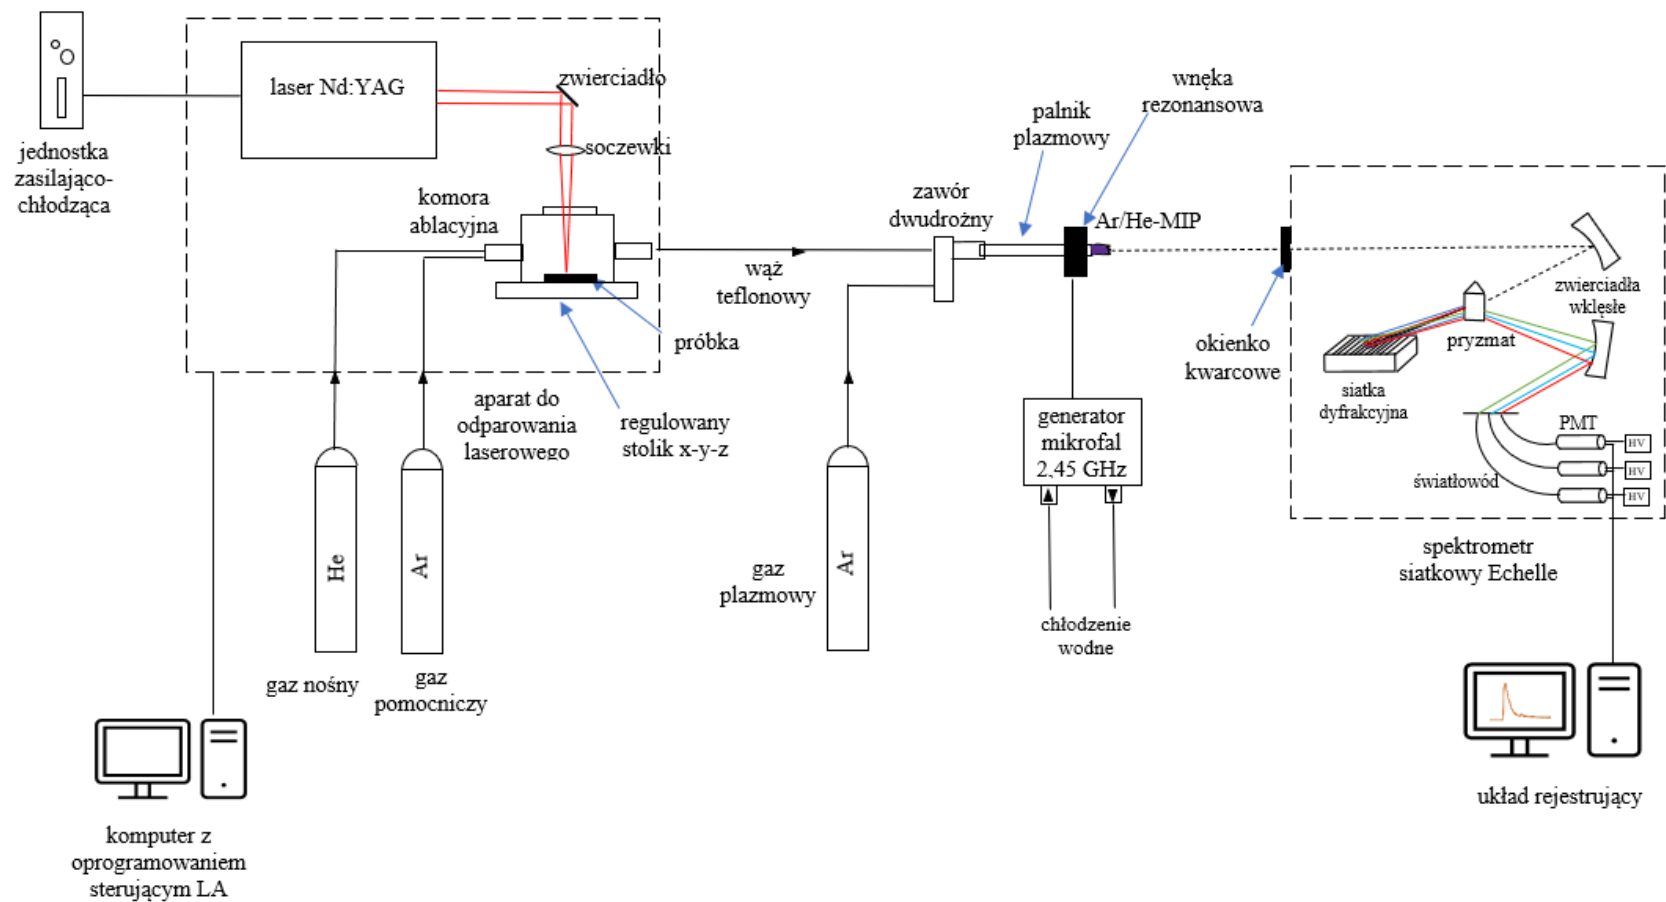 laser Nd:YAG
zwierciadło
soczewki
jednostka
zasilająco-
chłodząca
komora
ablacyjna
próbka
aparat do
odparowania
laserowego
regulowany
stolik x-y-z
wąż
teflonowy
zawór
dwudrożny
palnik
plazmowy
wnęka
rezonansowa
Ar/He-MIP
okienko
kwarcowe
zwierciadła
wklęsłe
pryzmat
siatka
dyfrakcyjna
PMT
HV
HV
HV
światłowód
spektrometr
siatkowy Echelle
generator
mikrofal
2,45 GHz
chłodzenie
wodne
He
Ar
Ar
gaz
plazmowy
gaz nośny
gaz
pomocniczy
komputer z
oprogramowaniem
sterującym LA
układ rejestrujący